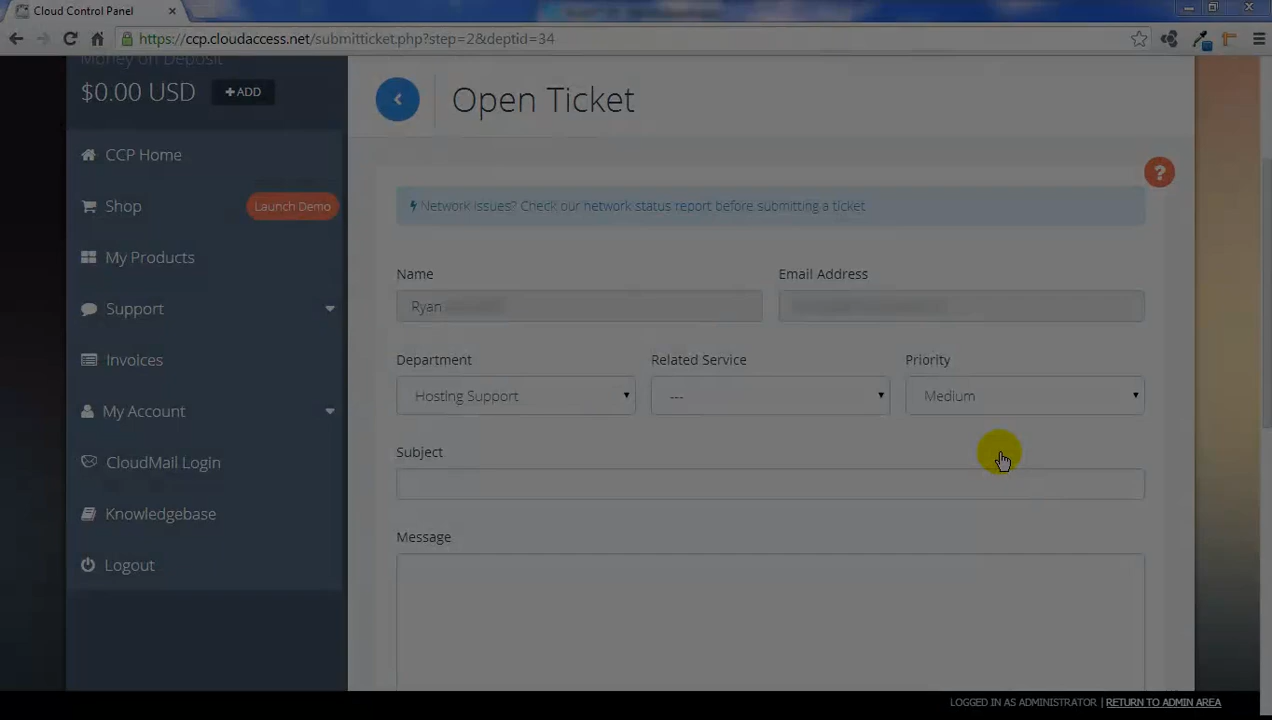 Cloud Control Panel
https://ccp.cloudaccess.net/submitticket.php?step=2&deptid=34
Money on Deposit
$0.00 USD
+ADD
CCP Home
Shop
Launch Demo
My Products
Support
Invoices
My Account
CloudMail Login
Knowledgebase
Logout
Open Ticket
?
Network Issues? Check our network status report before submitting a ticket
Name
Email Address
Ryan
Department
Related Service
Priority
Hosting Support
---
Medium
Subject
Message
LOGGED IN AS ADMINISTRATOR | RETURN TO ADMIN AREA